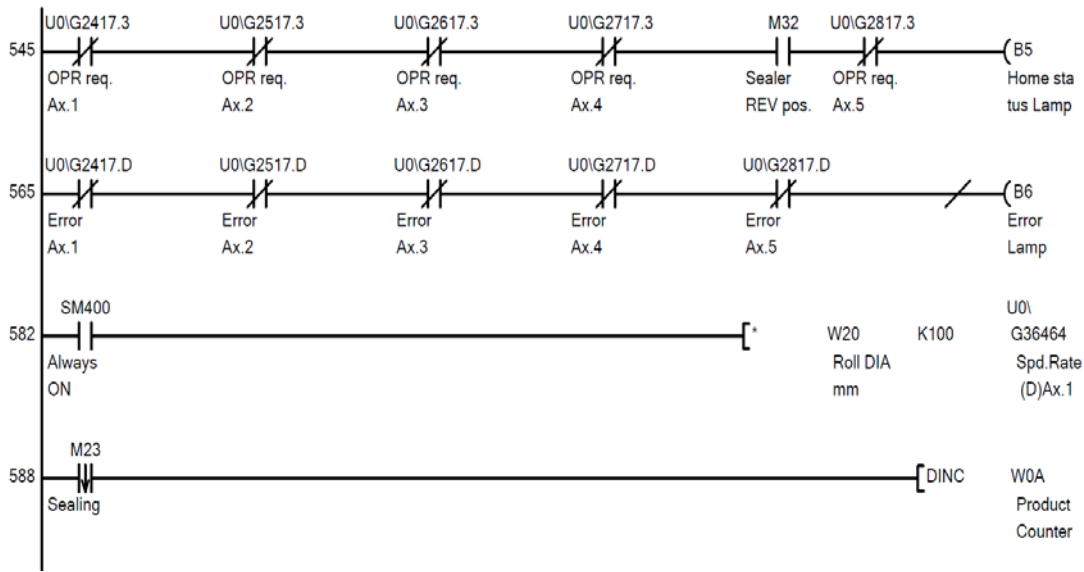 U0\G2417.3 U0\G2517.3 U0\G2617.3 U0\G2717.3 M32 U0\G2817.3
545 B5
OPR req. OPR req. OPR req. OPR req. Sealer OPR req. Home sta
Ax.1 Ax.2 Ax.3 Ax.4 REV pos. Ax.5 tus Lamp
U0\G2417.D U0\G2517.D U0\G2617.D U0\G2717.D U0\G2817.D
565 B6
Error Error Error Error Error Error
Ax.1 Ax.2 Ax.3 Ax.4 Ax.5 Lamp
SM400 U0\
582 * W20 K100 G36464
Always Roll DIA Spd.Rate
ON mm (D)Ax.1
M23
588 DINC W0A
Sealing Product
Counter